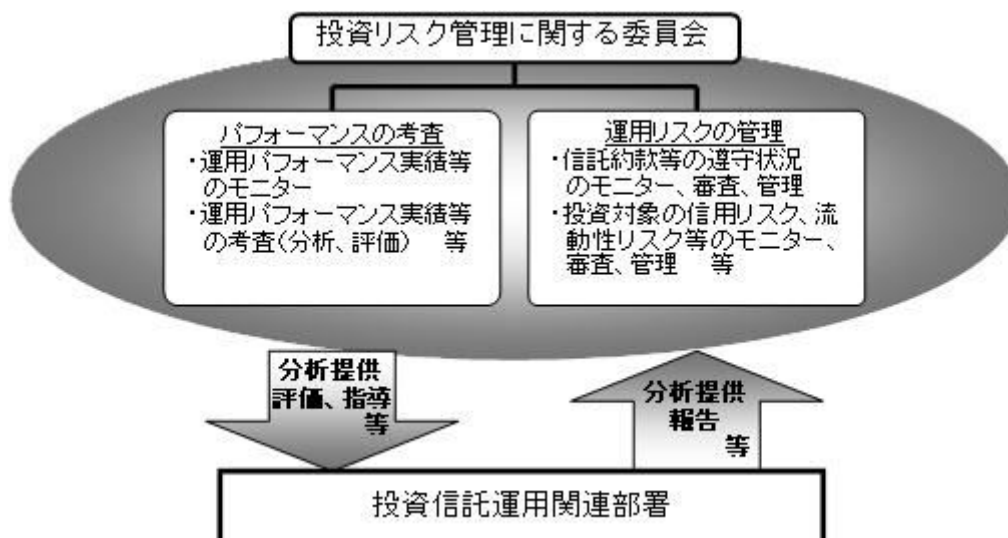 投資リスク管理に関する委員会
パフォーマンスの考査
・運用パフォーマンス実績等
のモニター
・運用パフォーマンス実績等
の考査(分析、評価) 等
運用リスクの管理
・信託約款等の遵守状況
のモニター、審査、管理
・投資対象の信用リスク、流
動性リスク等のモニター、
審査、管理 等
分析提供
評価、指導
等
分析提供
報告
等
投資信託運用関連部署